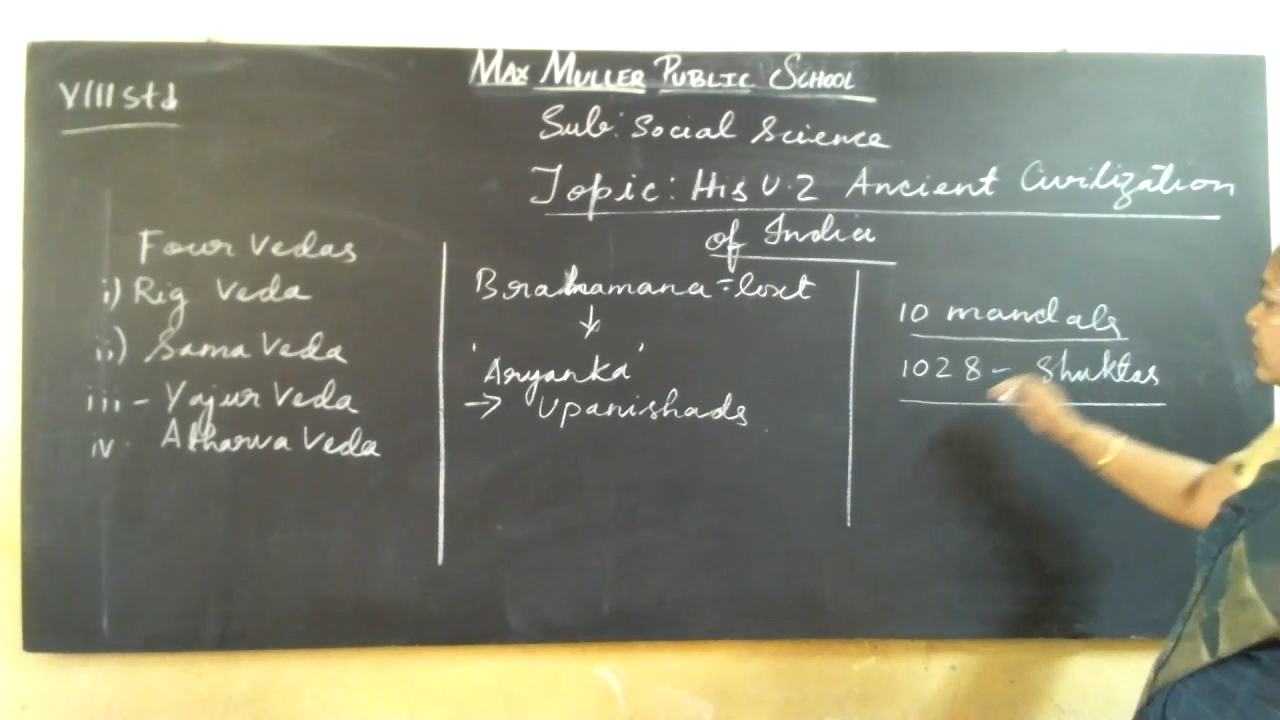 VIII std
MAX MULLER PUBLIC SCHOOL
Sub: Social Science
Topic: His U.2 Ancient Civilization
of India
Four Vedas
i) Rig Veda
ii) Sama Veda
iii - Yajur Veda
iv. Atharva Veda
Brahamana = loxt
↓
'Aryanka'
→ Upanishads
10 mandals
1028 - Shuktas